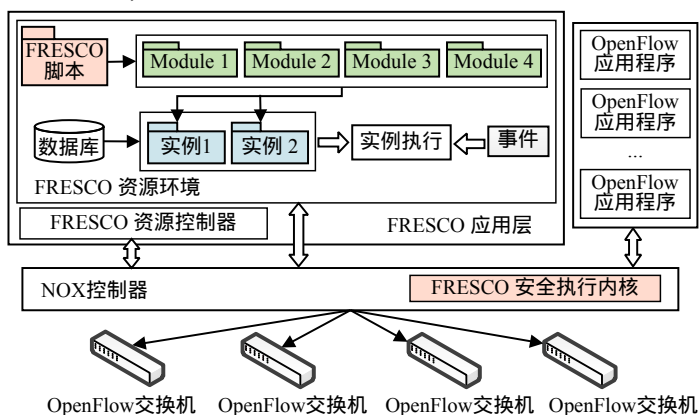 FRESCO
脚本
Module 1
Module 2
Module 3
Module 4
数据库
实例1
实例 2
实例执行
事件
FRESCO 资源环境
FRESCO 资源控制器
FRESCO 应用层
OpenFlow
应用程序
OpenFlow
应用程序
...
OpenFlow
应用程序
NOX控制器
FRESCO 安全执行内核
OpenFlow交换机
OpenFlow交换机
OpenFlow交换机
OpenFlow交换机